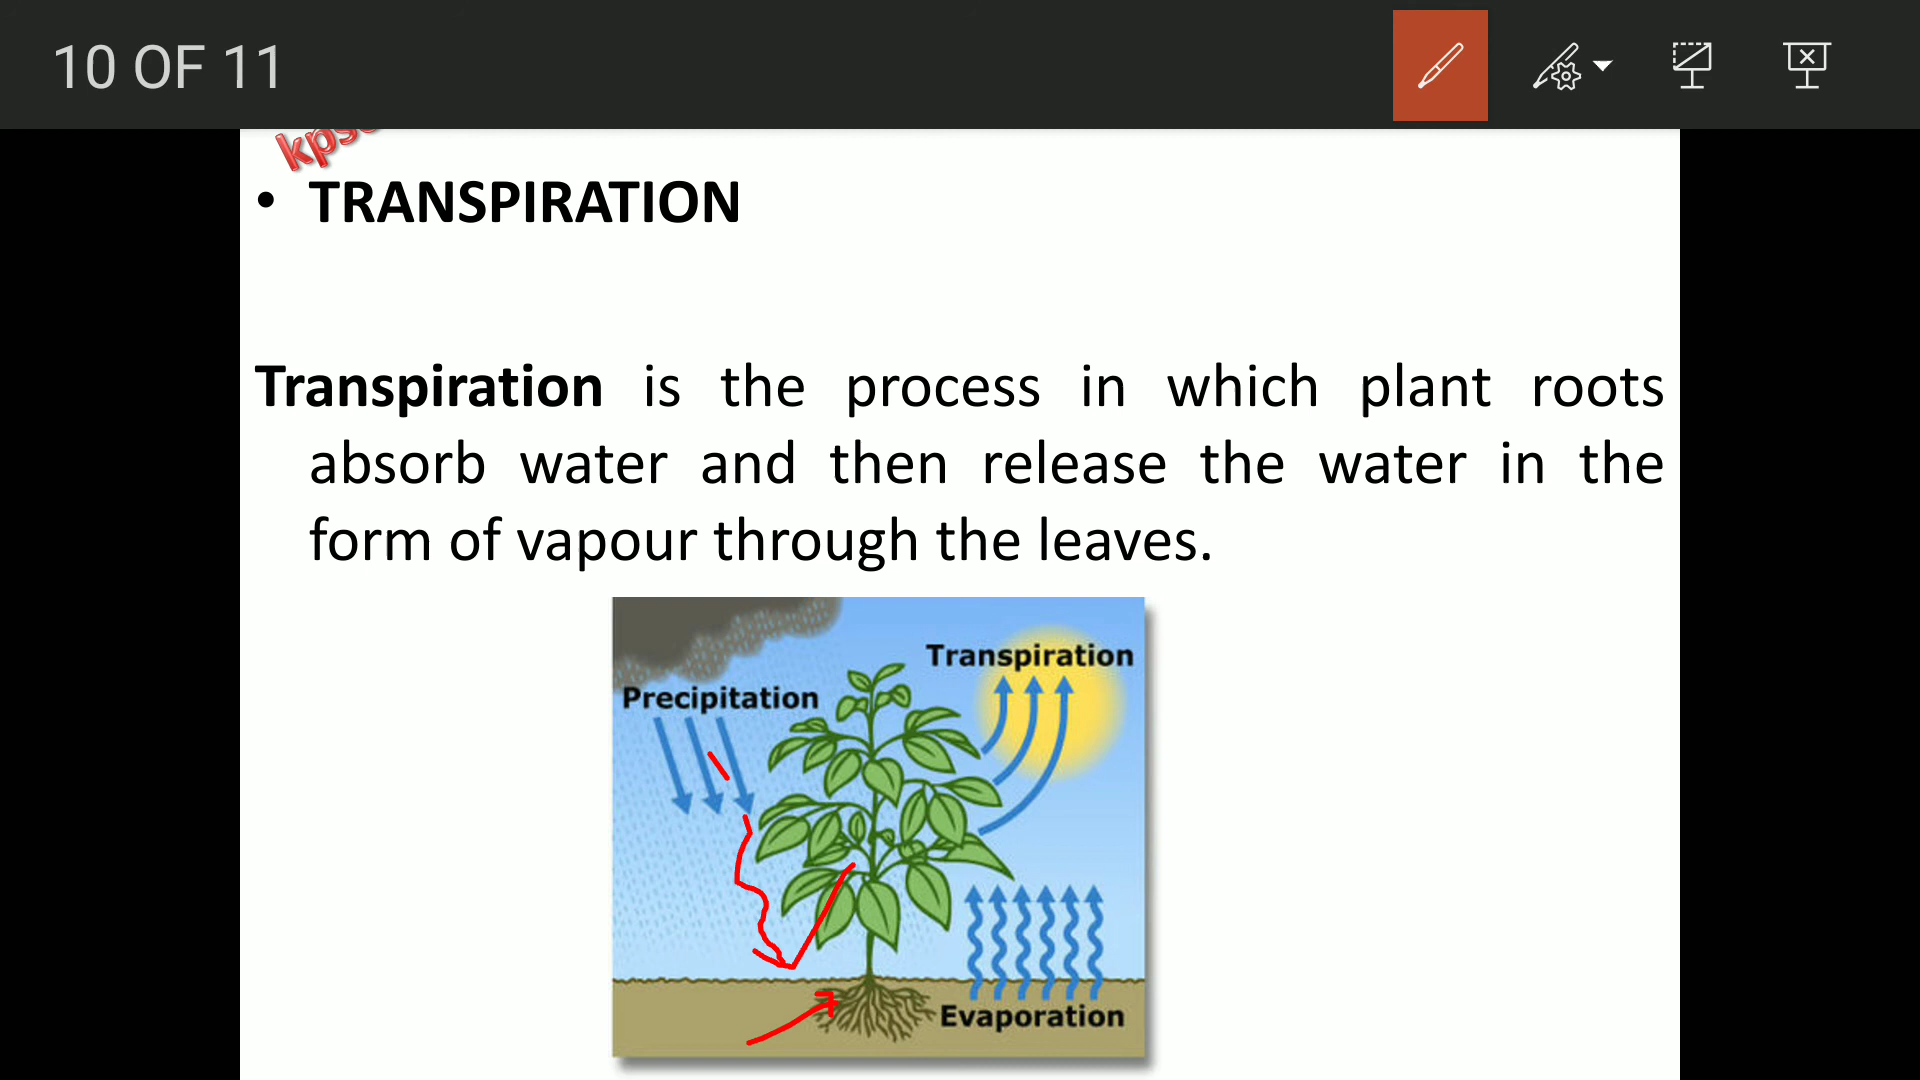 10 OF 11
• TRANSPIRATION
Transpiration is the process in which plant roots
absorb water and then release the water in the
form of vapour through the leaves.
Transpiration
Precipitation
Evaporation